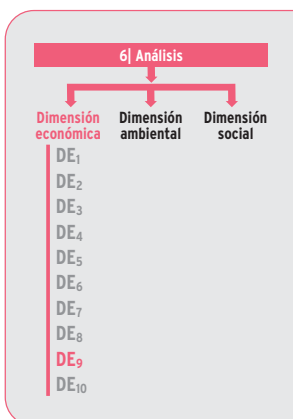 6| Análisis
Dimensión económica
Dimensión ambiental
Dimensión social
DE1
DE2
DE3
DE4
DE5
DE6
DE7
DE8
DE9
DE10